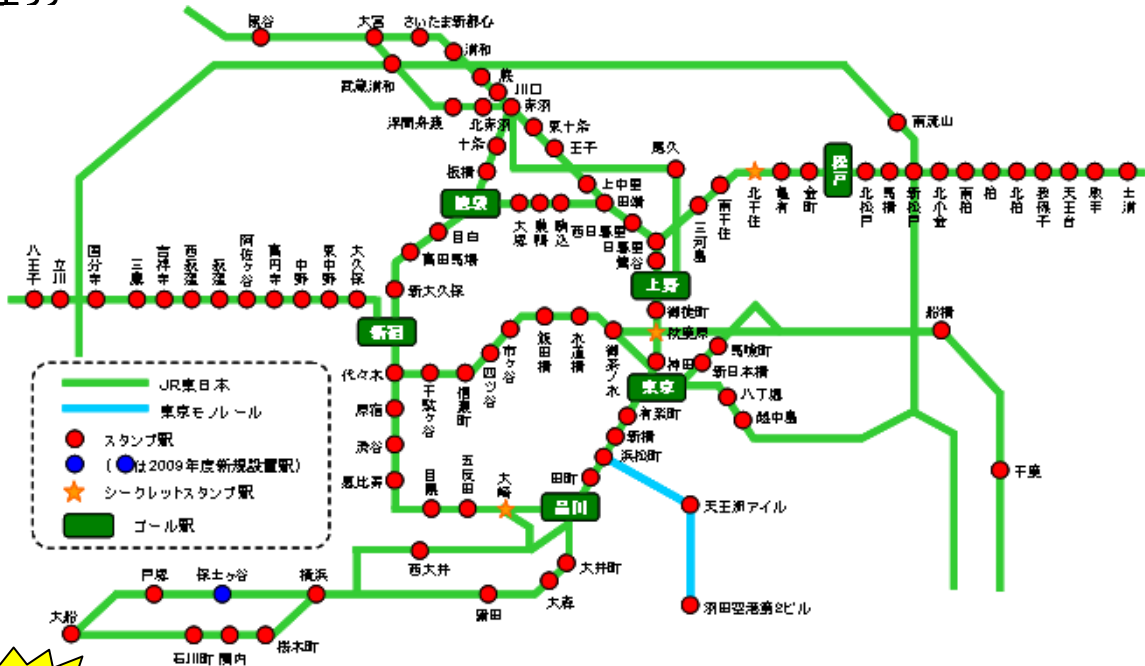 熊谷
大宮
さいたま新都心
浦和
武蔵浦和
蕨
川口
赤羽
浮間舟渡
北赤羽
東十条
十条
王子
尾久
南流山
板橋
上中里
池袋
大塚
巣鴨
駒込
田端
西日暮里
日暮里
鶯谷
三河島
南千住
北千住
亀有
金町
松戸
北松戸
馬橋
新松戸
北小金
南柏
柏
北柏
我孫子
天王台
取手
土浦
目白
高田馬場
新大久保
上野
八王子
立川
国分寺
三鷹
吉祥寺
西荻窪
荻窪
阿佐ヶ谷
高円寺
中野
東中野
大久保
新宿
御徒町
秋葉原
神田
船橋
市ヶ谷
飯田橋
水道橋
御茶ノ水
馬喰町
新日本橋
代々木
千駄ヶ谷
信濃町
四ツ谷
東京
八丁堀
越中島
原宿
有楽町
新橋
渋谷
浜松町
恵比寿
目黒
五反田
大崎
田町
品川
千葉
天王洲アイル
JR東日本
東京モノレール
スタンプ駅
(●は2009年度新規設置駅)
シークレットスタンプ駅
ゴール駅
西大井
大井町
戸塚
保土ヶ谷
横浜
大船
蒲田
大森
羽田空港第2ビル
石川町
関内
桜木町